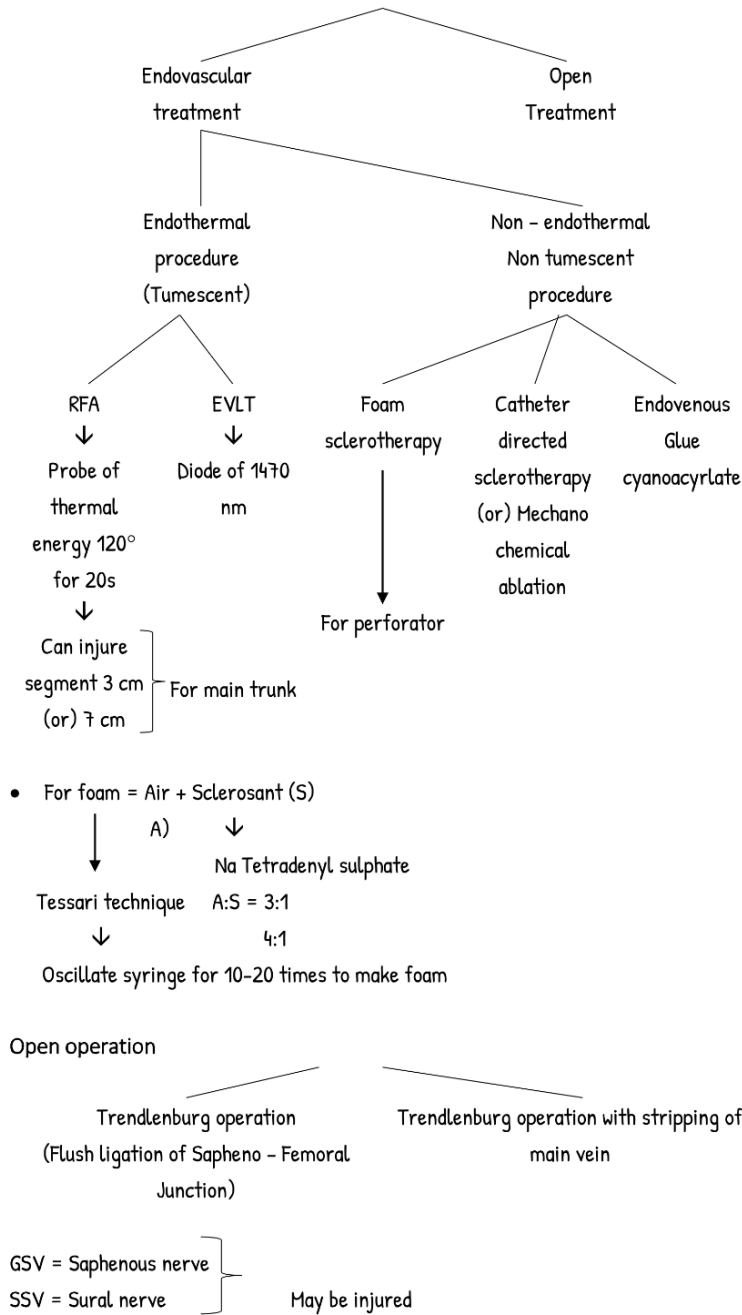 Endovascular
treatment
Open
Treatment
Endothermal
procedure
(Tumescent)
Non - endothermal
Non tumescent
procedure
RFA
↓
Probe of
thermal
energy 120°
for 20s
↓
Can injure
segment 3 cm
(or) 7 cm
For main trunk
EVLT
↓
Diode of 1470
nm
Foam
sclerotherapy
For perforator
Catheter
directed
sclerotherapy
(or) Mechano
chemical
ablation
Endovenous
Glue
cyanoacyrlate
• For foam = Air + Sclerosant (S)
A) ↓
Na Tetradenyl sulphate
Tessari technique A:S = 3:1
↓ 4:1
Oscillate syringe for 10-20 times to make foam
Open operation
Trendlenburg operation
(Flush ligation of Sapheno - Femoral
Junction)
Trendlenburg operation with stripping of
main vein
GSV = Saphenous nerve
SSV = Sural nerve
May be injured